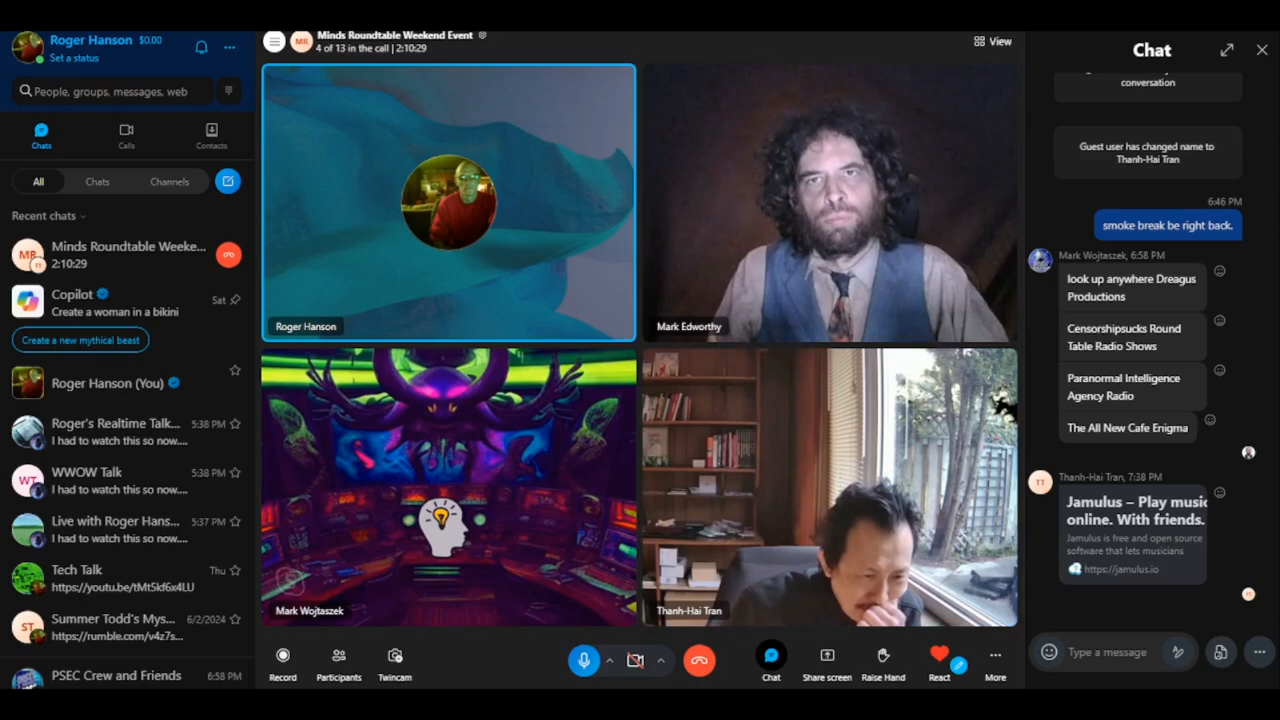 Roger Hanson $0.00
Set a status
People, groups, messages, web
Chats
Calls
Contacts
All
Chats
Channels
Recent chats
MR
TT
Minds Roundtable Weeke...
2:10:29
Copilot
Sat
Create a woman in a bikini
Create a new mythical beast
Roger Hanson (You)
Roger's Realtime Talk...
5:38 PM
I had to watch this so now....
WT
WWOW Talk
5:38 PM
I had to watch this so now....
Live with Roger Hans...
5:37 PM
I had to watch this so now....
Tech Talk
Thu
https://youtu.be/tMtSkf6x4LU
ST
Summer Todd's Mys...
6/2/2024
https://rumble.com/v4z7s...
PSEC Crew and Friends
6:58 PM
MR
Minds Roundtable Weekend Event
4 of 13 in the call | 2:10:29
View
Roger Hanson
Mark Edworthy
Mark Wojtaszek
Thanh-Hai Tran
Record
Participants
Twincam
Chat
Share screen
Raise Hand
React
More
Chat
conversation
Guest user has changed name to
Thanh-Hai Tran
6:46 PM
smoke break be right back.
Mark Wojtaszek, 6:58 PM
look up anywhere Dreagus
Productions
Censorshipsucks Round
Table Radio Shows
Paranormal Intelligence
Agency Radio
The All New Cafe Enigma
TT
Thanh-Hai Tran, 7:38 PM
Jamulus – Play music
online. With friends.
Jamulus is free and open source
software that lets musicians
https://jamulus.io
TT
Type a message